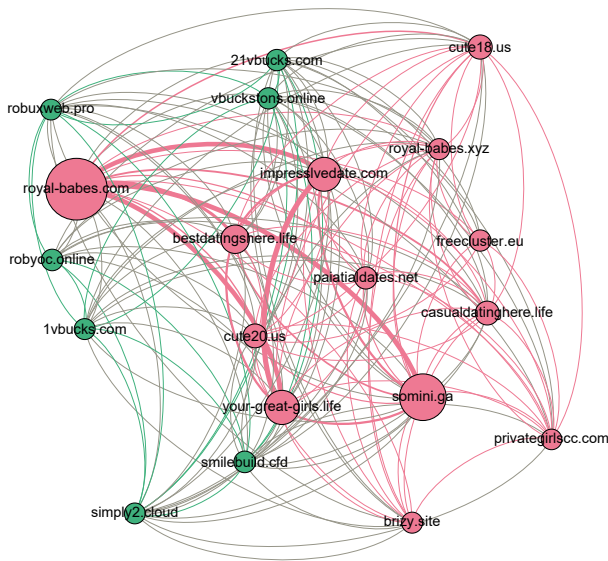 cute18.us
21vbucks.com
vbuckstons.online
robuxweb.pro
royal-babes.xyz
impresslvedate.com
royal-babes.com
bestdatingshere.life
freecluster.eu
robyoc.online
paiatialdates.net
casualdatinghere.life
1vbucks.com
cute20.us
somini.ga
your-great-girls.life
privategirlscc.com
smilebuild.cfd
simply2.cloud
brizy.site